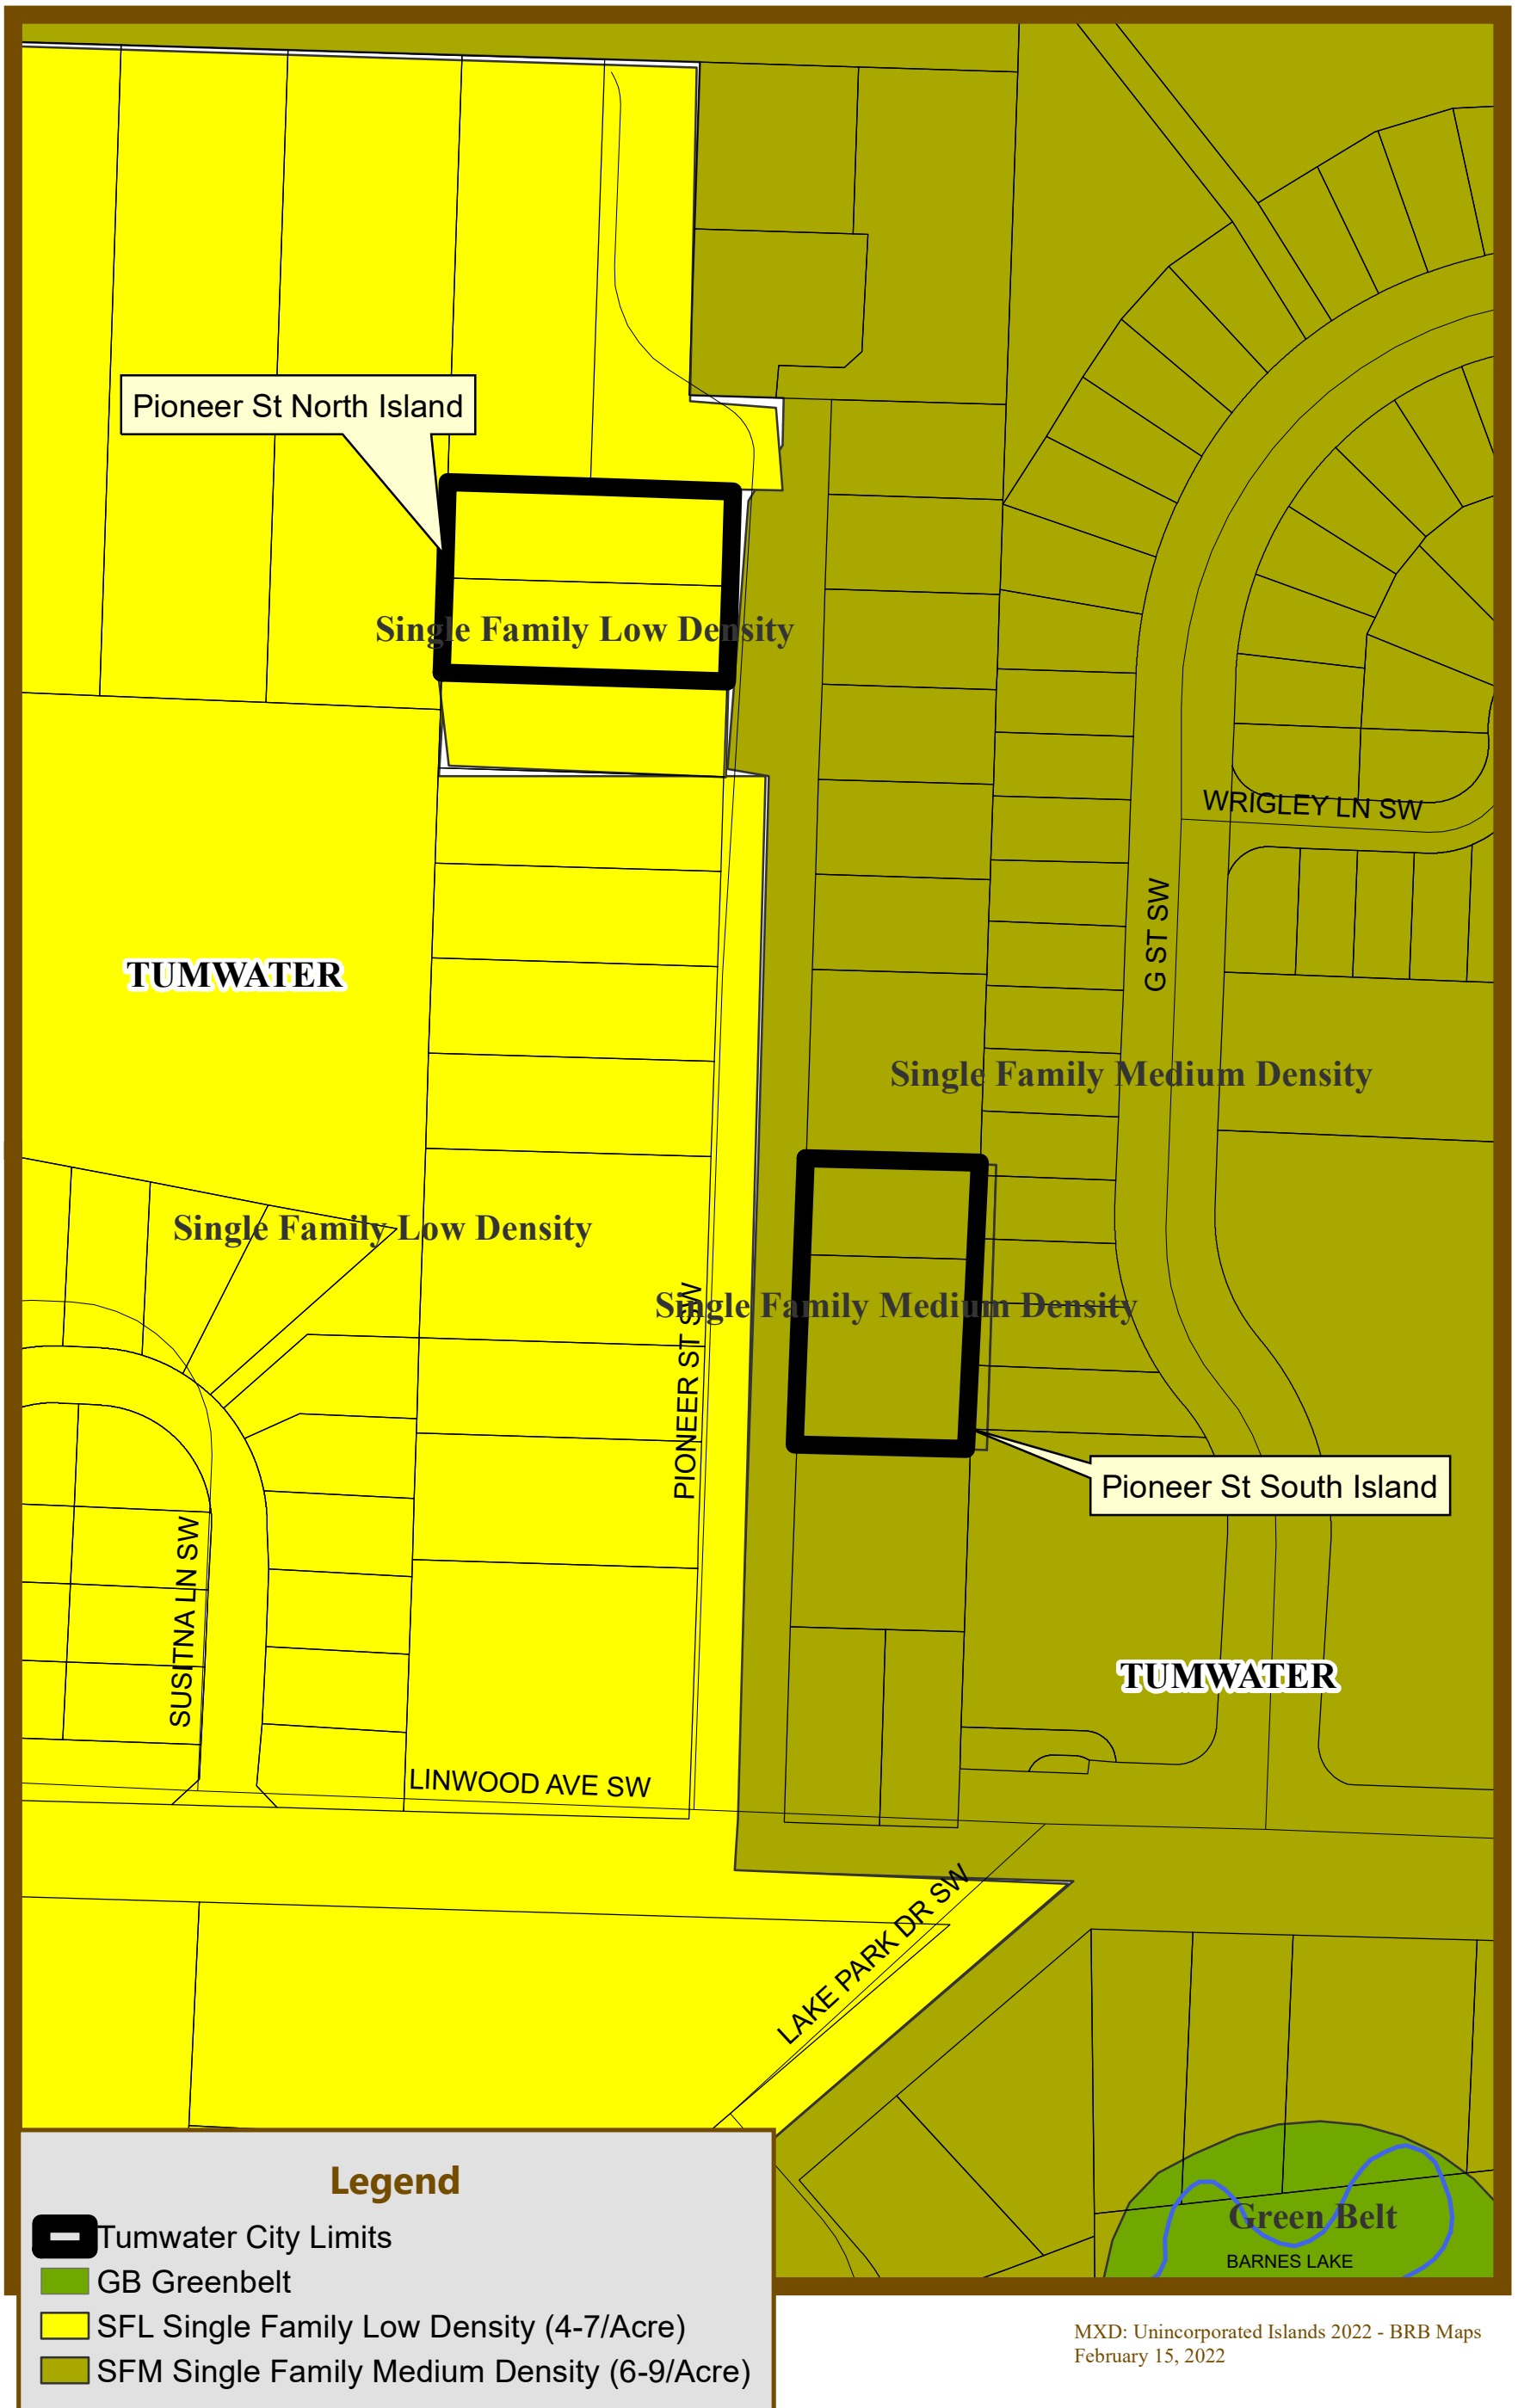 Pioneer St North Island
Single Family Low Density
WRIGLEY LN SW
G ST SW
TUMWATER
Single Family Medium Density
Single Family Low Density
Single Family Medium Density
PIONEER ST SW
Pioneer St South Island
SUSITNA LN SW
TUMWATER
LINWOOD AVE SW
LAKE PARK DR SW
Green Belt
BARNES LAKE
Legend
Tumwater City Limits
GB Greenbelt
SFL Single Family Low Density (4-7/Acre)
SFM Single Family Medium Density (6-9/Acre)
MXD: Unincorporated Islands 2022 - BRB Maps
February 15, 2022